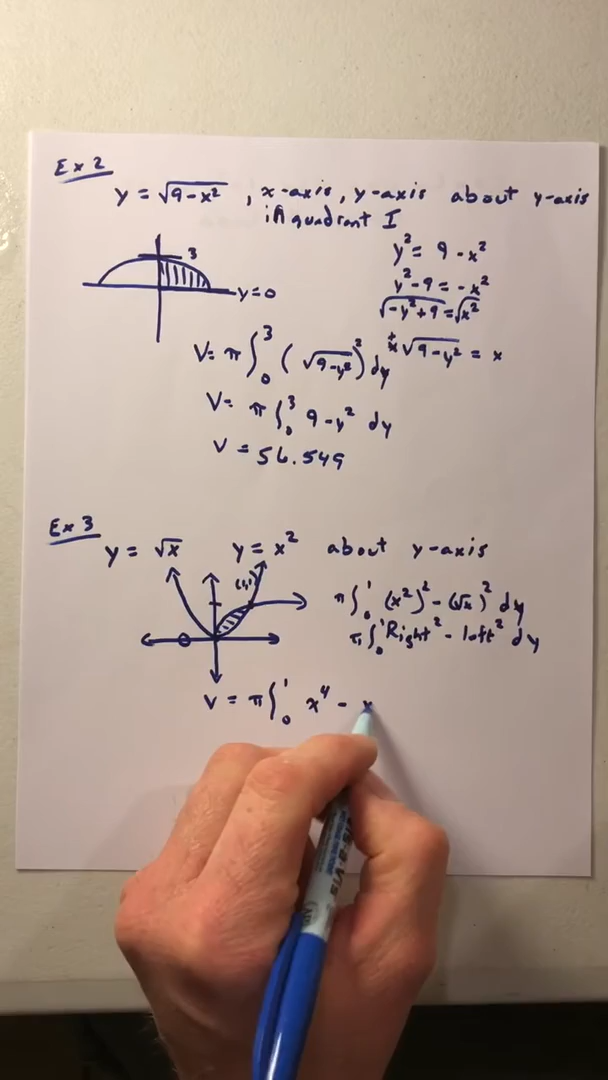 Ex 2
y = √(9-x²) , x-axis, y-axis about y-axis
in quadrant I
y² = 9 - x²
y² - 9 = -x²
√(-y²+9) = √x²
± √(9-y²) = x
3
y=0
V = π∫₀³ (√(9-y²))² dy
V = π∫₀³ 9-y² dy
V = 56.549
Ex 3
y = √x y = x² about y-axis
(1,1)
π∫₀¹ (x²)² - (√x)² dy
π∫₀¹ Right² - left² dy
V = π∫₀¹ x⁴ - x